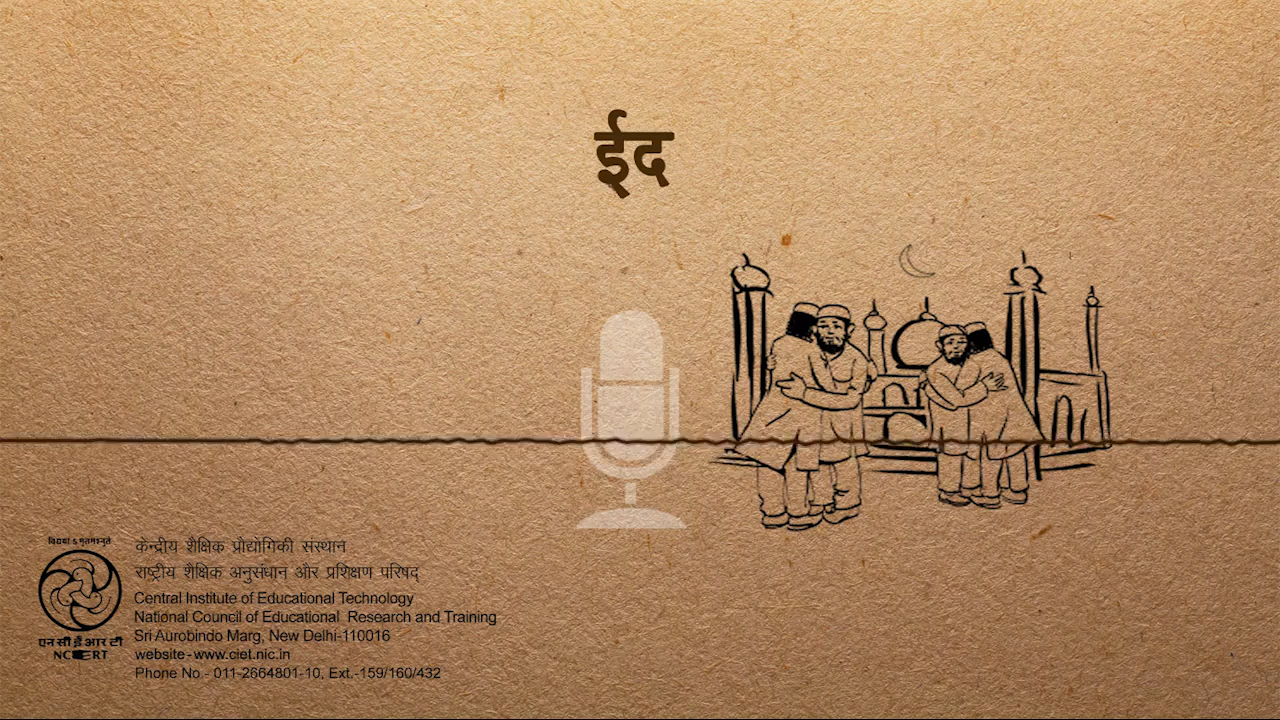 ईद
विद्यया ऽ मृतमश्नुते
एन सी ई आर टी
NCERT
केन्द्रीय शैक्षिक प्रौद्योगिकी संस्थान
राष्ट्रीय शैक्षिक अनुसंधान और प्रशिक्षण परिषद्
Central Institute of Educational Technology
National Council of Educational Research and Training
Sri Aurobindo Marg, New Delhi-110016
website - www.ciet.nic.in
Phone No.- 011-2664801-10, Ext.-159/160/432